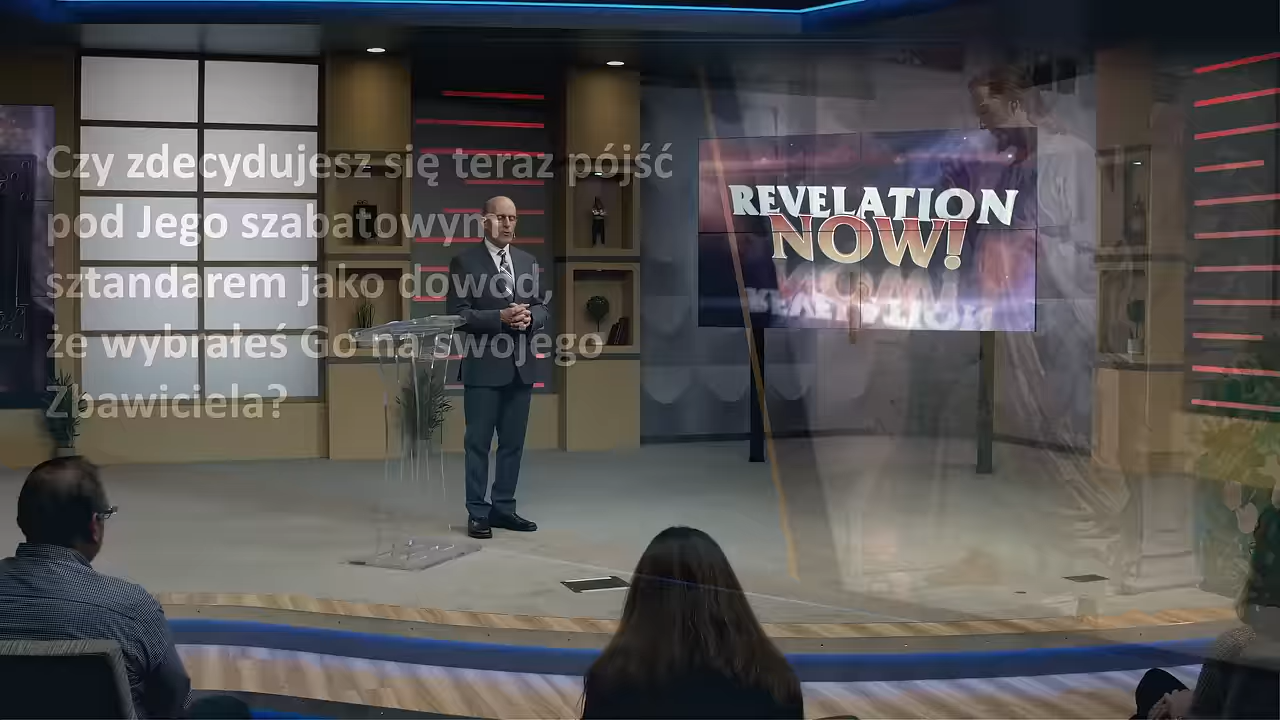 Czy zdecydujesz się teraz pójść
pod Jego szabatowym
sztandarem jako dowód,
że wybrałeś Go na swojego
Zbawiciela?
REVELATION
NOW!